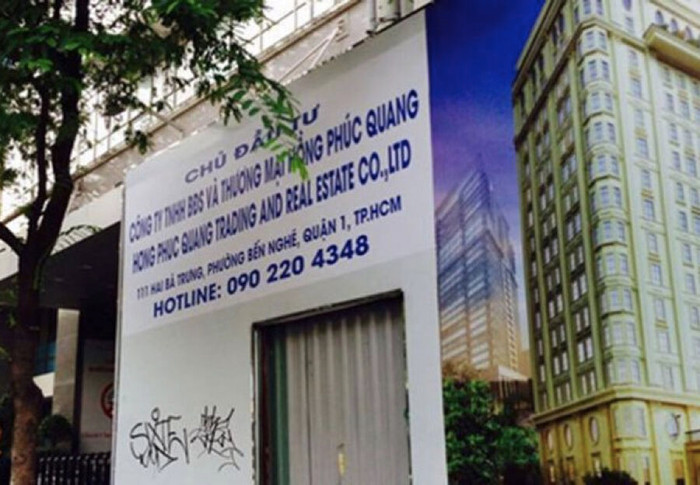 CHỦ ĐẦU TƯ
CÔNG TY TNHH BĐS VÀ THƯƠNG MẠI HỒNG PHÚC QUANG
HONG PHUC QUANG TRADING AND REAL ESTATE CO.,LTD
111 HAI BÀ TRƯNG, PHƯỜNG BẾN NGHÉ, QUẬN 1, TP.HCM
HOTLINE: 090 220 4348